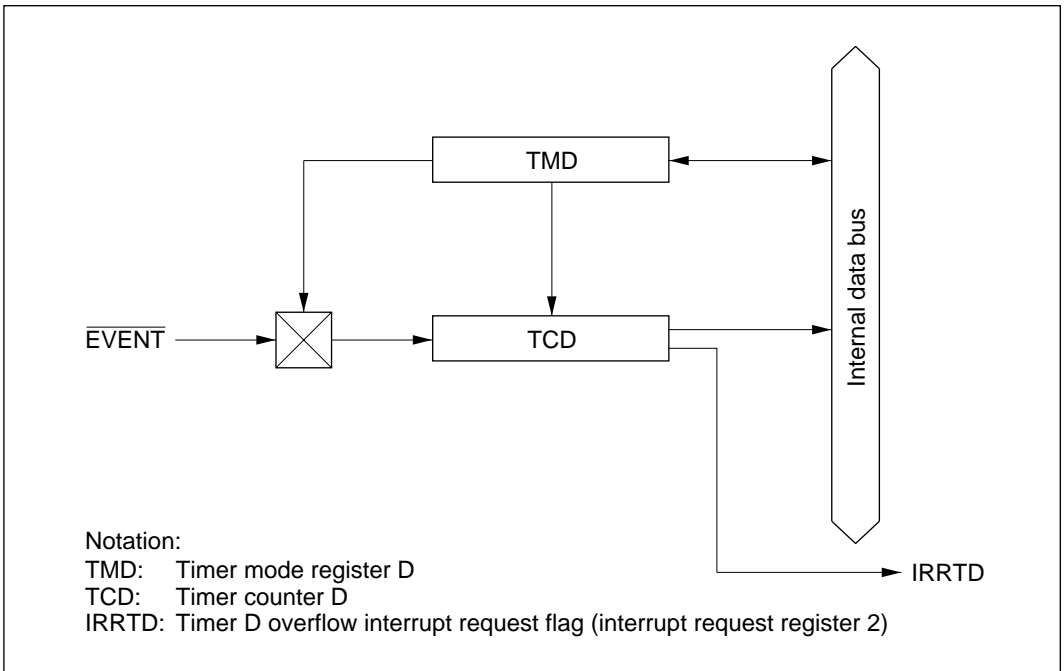 TMD
Internal data bus
EVENT
TCD
IRRTD
Notation:
TMD: Timer mode register D
TCD: Timer counter D
IRRTD: Timer D overflow interrupt request flag (interrupt request register 2)